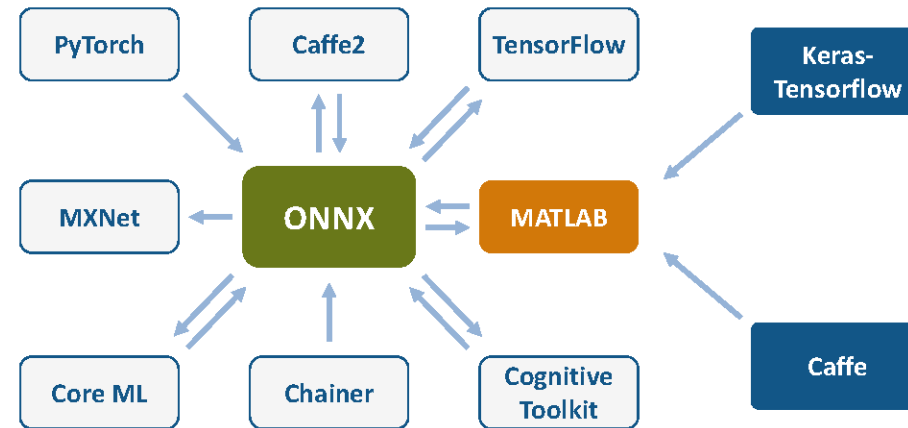 PyTorch
Caffe2
TensorFlow
Keras-
Tensorflow
MXNet
ONNX
MATLAB
Core ML
Chainer
Cognitive
Toolkit
Caffe